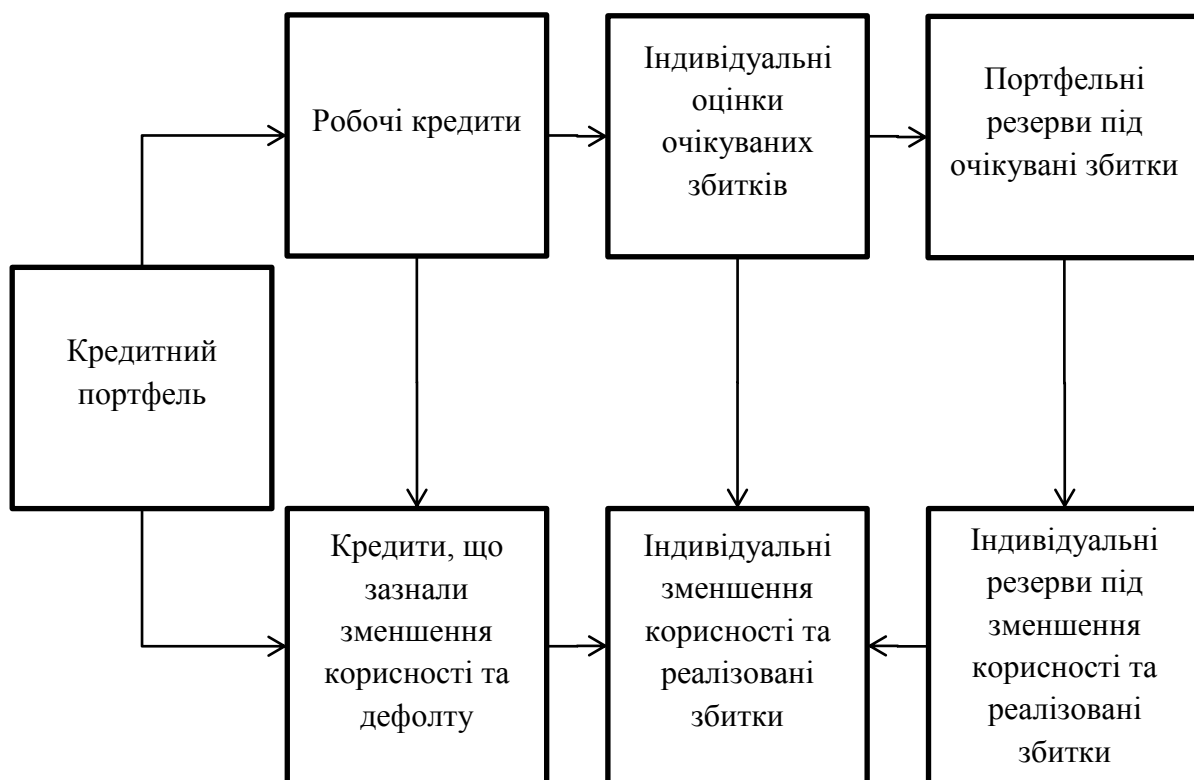 Робочі кредити
Індивідуальні
оцінки
очікуваних
збитків
Портфельні
резерви під
очікувані збитки
Кредитний
портфель
Кредити, що
зазнали
зменшення
корисності та
дефолту
Індивідуальні
зменшення
корисності та
реалізовані
збитки
Індивідуальні
резерви під
зменшення
корисності та
реалізовані
збитки